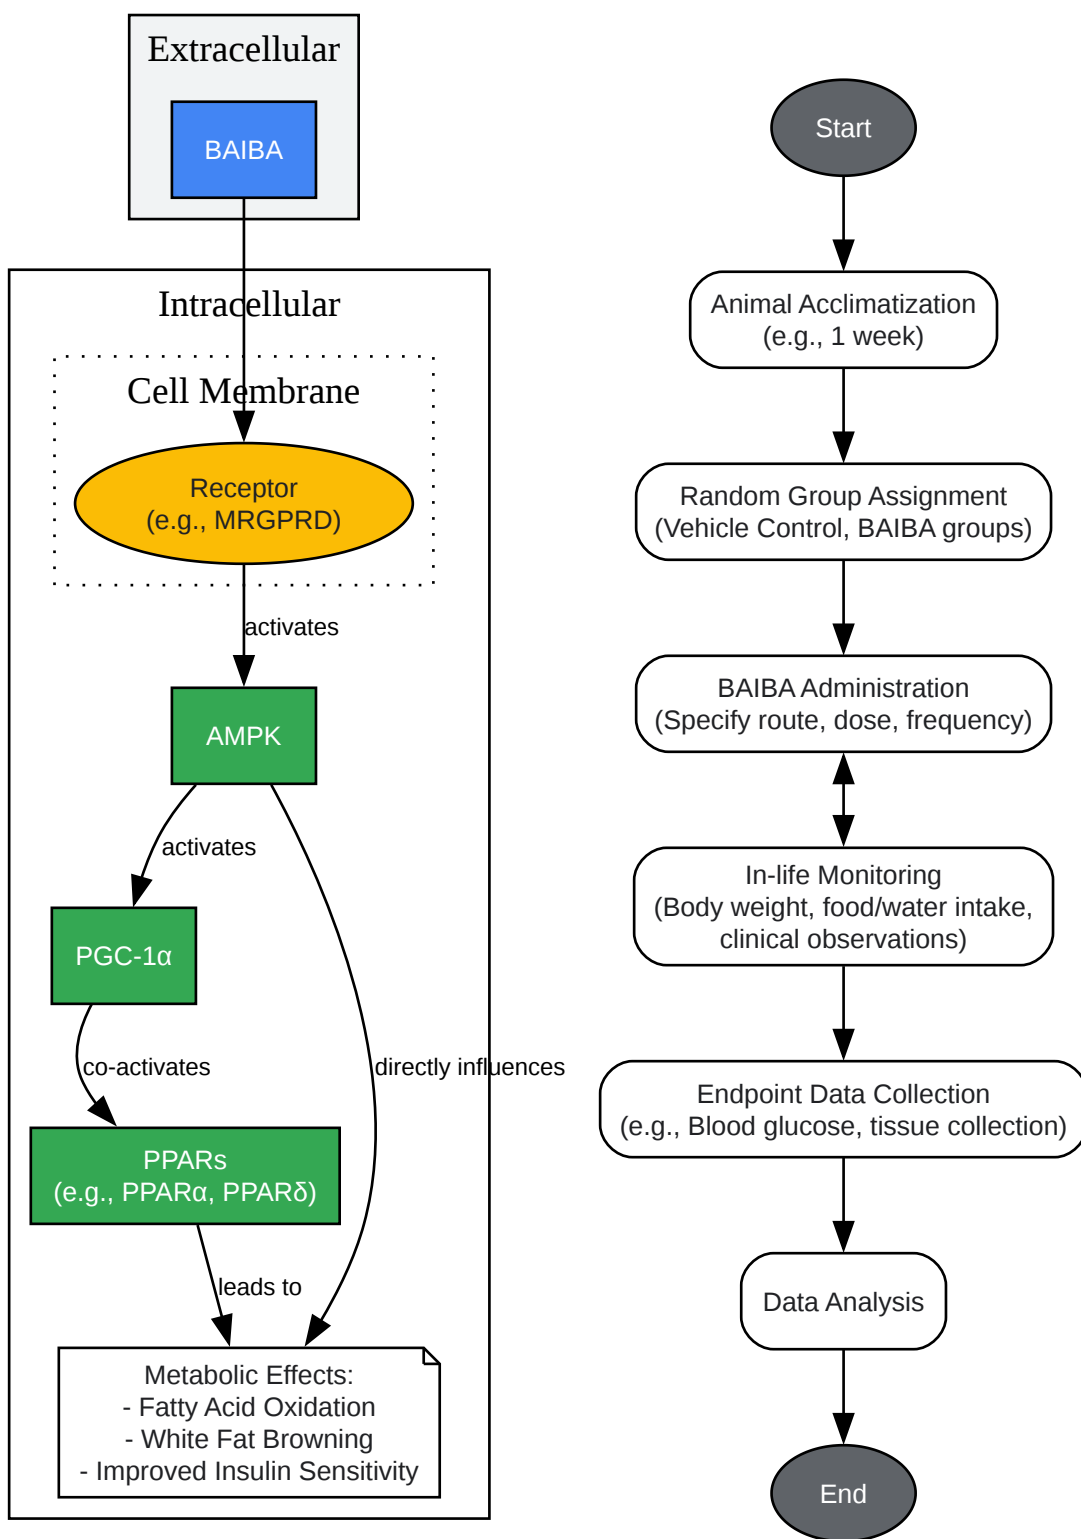 Extracellular
BAIBA
Intracellular
Cell Membrane
Receptor
(e.g., MRGPRD)
activates
AMPK
activates
PGC-1α
co-activates
directly influences
PPARs
(e.g., PPARα, PPARδ)
leads to
Metabolic Effects:
- Fatty Acid Oxidation
- White Fat Browning
- Improved Insulin Sensitivity
Start
Animal Acclimatization
(e.g., 1 week)
Random Group Assignment
(Vehicle Control, BAIBA groups)
BAIBA Administration
(Specify route, dose, frequency)
In-life Monitoring
(Body weight, food/water intake,
clinical observations)
Endpoint Data Collection
(e.g., Blood glucose, tissue collection)
Data Analysis
End